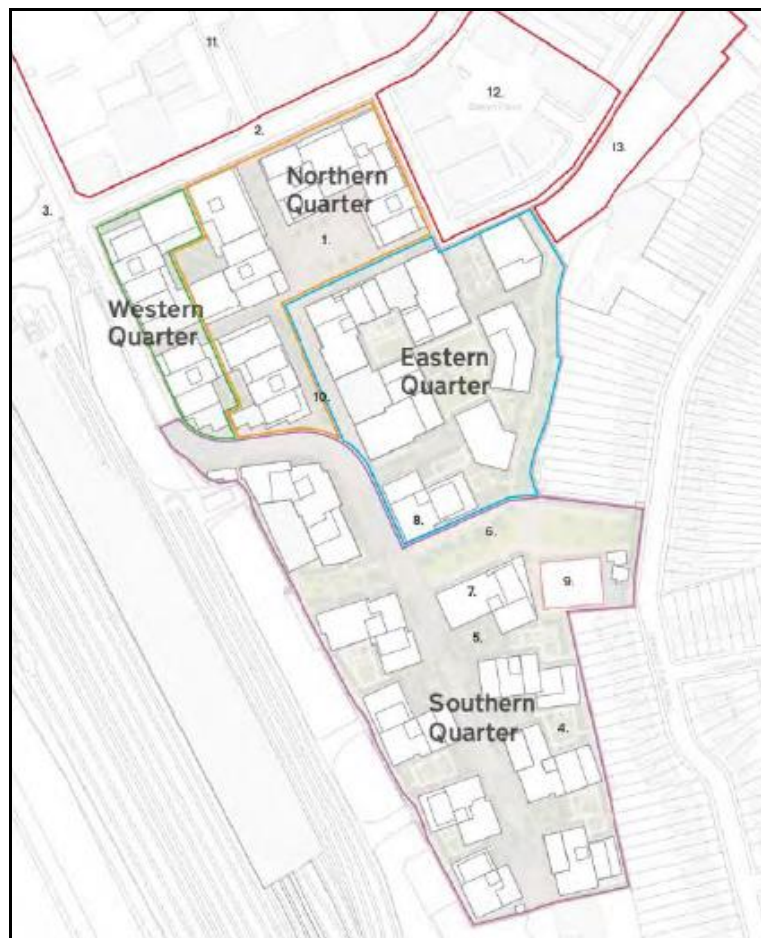 11.
12.
2.
13.
Northern
Quarter
3.
1.
Western
Quarter
Eastern
Quarter
10.
8.
6.
7.
9.
5.
Southern
Quarter
4.